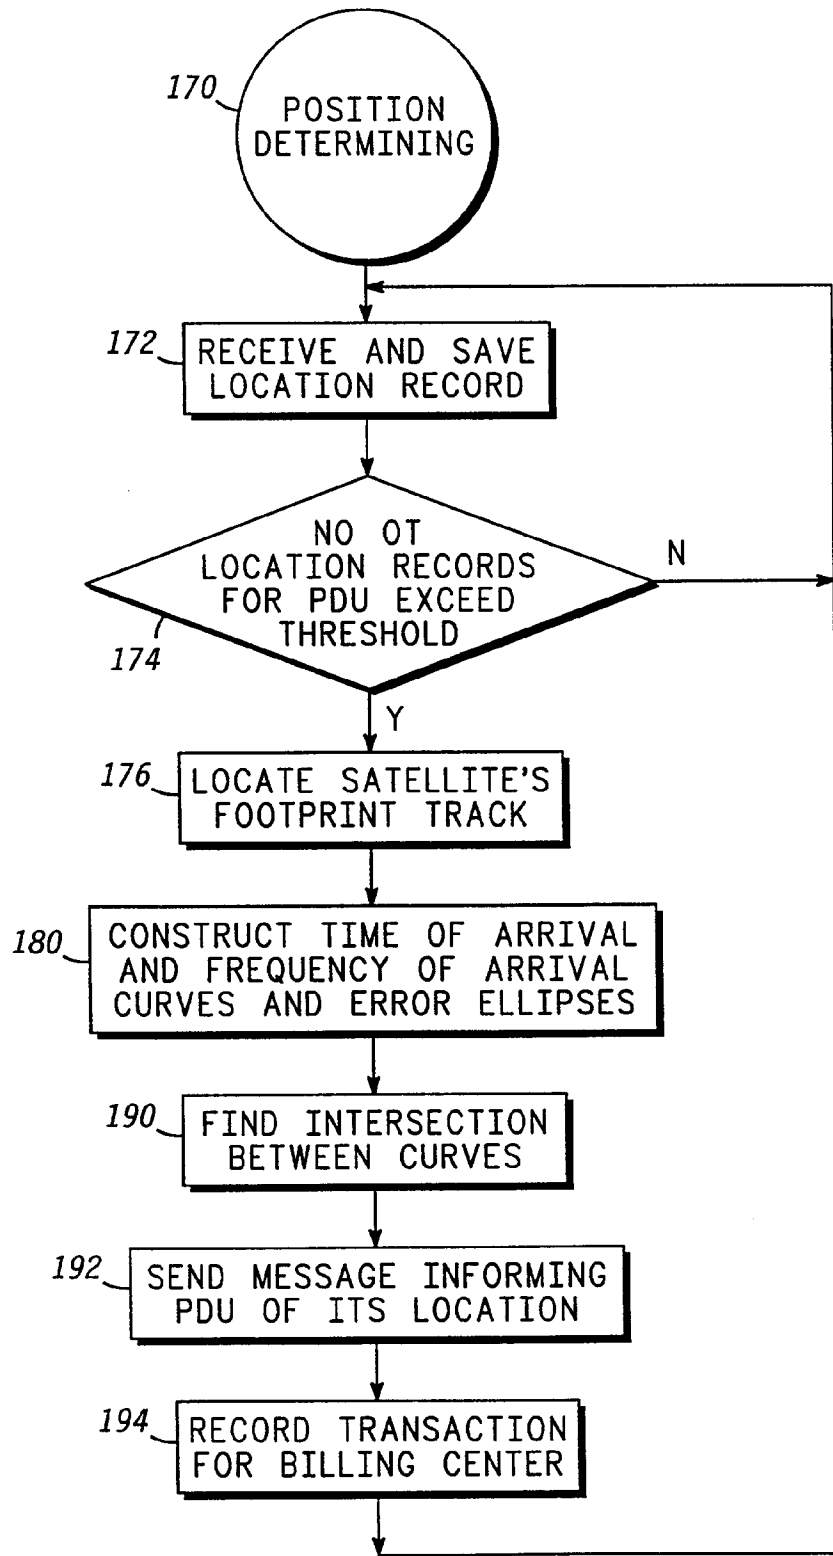 170
POSITION
DETERMINING
172
RECEIVE AND SAVE
LOCATION RECORD
NO OT
LOCATION RECORDS
FOR PDU EXCEED
THRESHOLD
N
174
Y
176
LOCATE SATELLITE'S
FOOTPRINT TRACK
180
CONSTRUCT TIME OF ARRIVAL
AND FREQUENCY OF ARRIVAL
CURVES AND ERROR ELLIPSES
190
FIND INTERSECTION
BETWEEN CURVES
192
SEND MESSAGE INFORMING
PDU OF ITS LOCATION
194
RECORD TRANSACTION
FOR BILLING CENTER